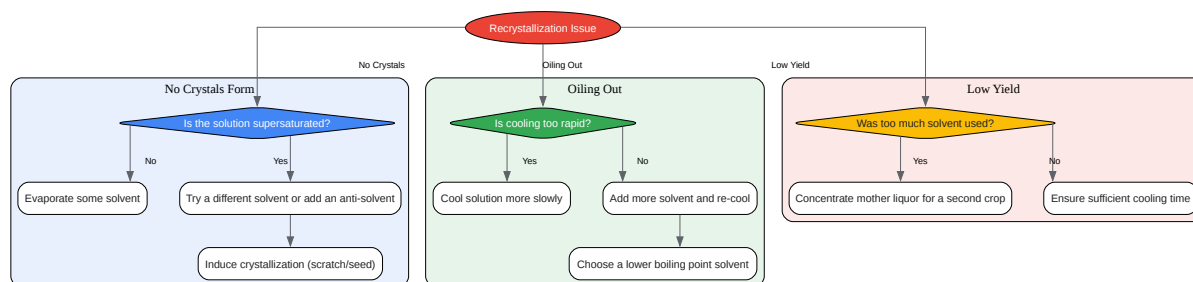 Recrystallization Issue
No Crystals
Oiling Out
Low Yield
No Crystals Form
Oiling Out
Low Yield
Is the solution supersaturated?
Is cooling too rapid?
Was too much solvent used?
No
Yes
Yes
No
Yes
No
Evaporate some solvent
Try a different solvent or add an anti-solvent
Cool solution more slowly
Add more solvent and re-cool
Concentrate mother liquor for a second crop
Ensure sufficient cooling time
Induce crystallization (scratch/seed)
Choose a lower boiling point solvent